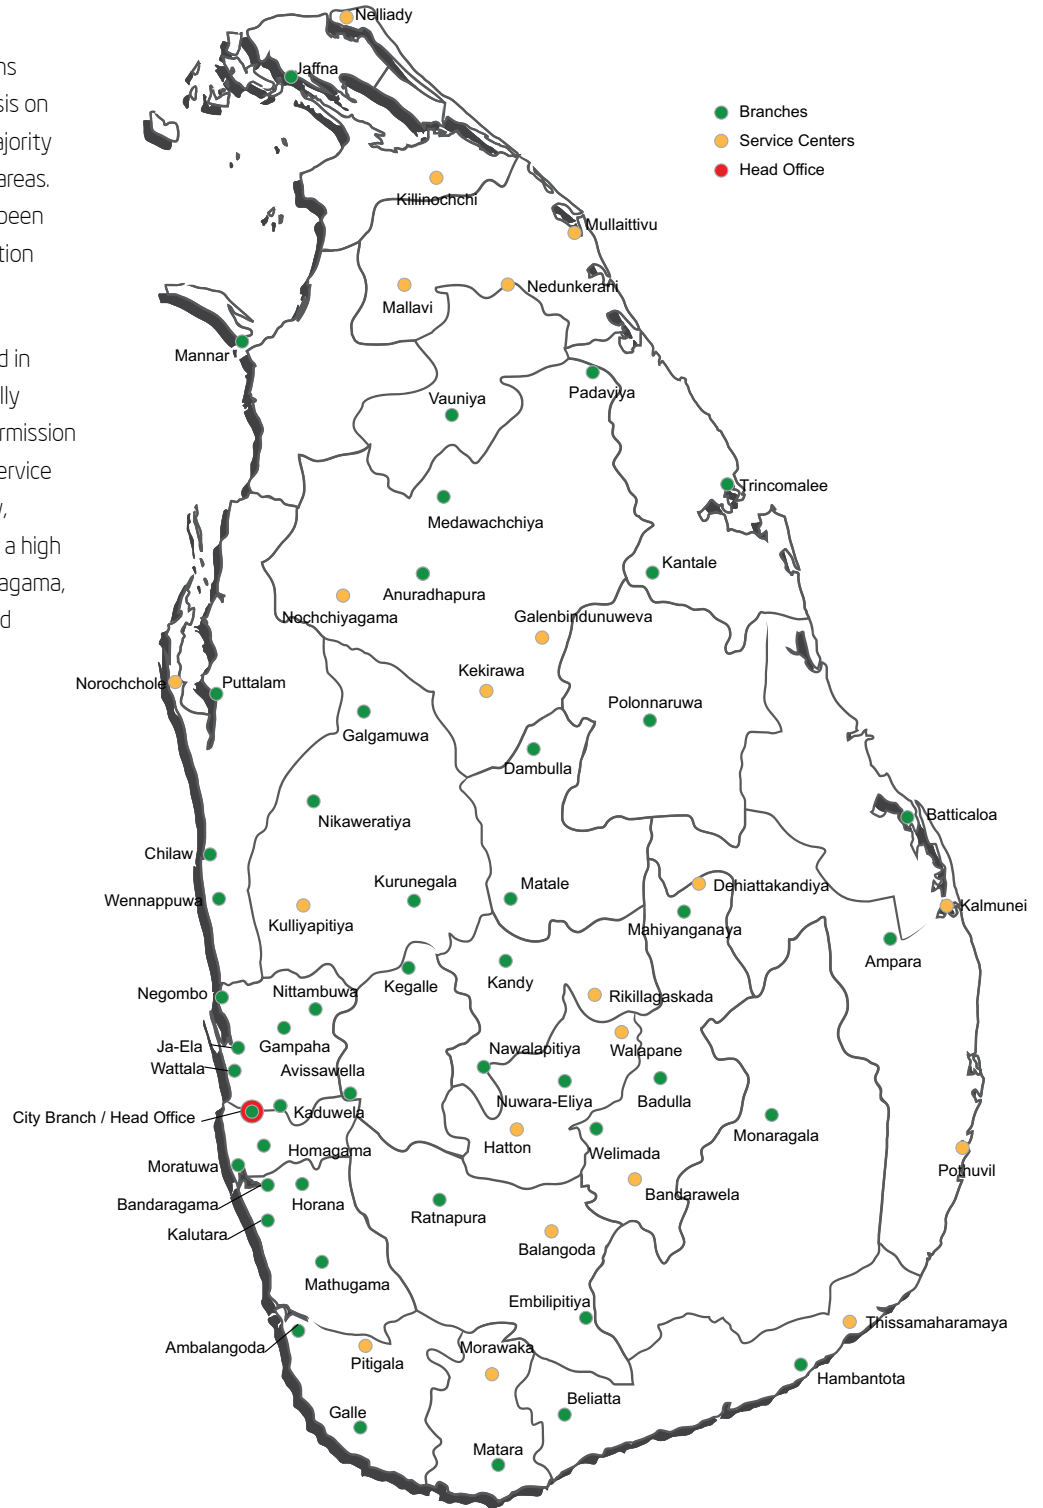 ns
sis on
ajority
areas.
been
tion
d in
lly
rmission
ervice
y,
a high
agama,
d
Branches
Service Centers
Head Office
Nelliady
Jaffna
Killinochchi
Mullaittivu
Mallavi
Nedunkerani
Mannar
Padaviya
Vauniya
Trincomalee
Medawachchiya
Kantale
Anuradhapura
Nochchiyagama
Galenbindunuweva
Kekirawa
Norochchole
Puttalam
Polonnaruwa
Galgamuwa
Dambulla
Nikaweratiya
Batticaloa
Chilaw
Kurunegala
Matale
Dehiattakandiya
Wennappuwa
Kalmunei
Kulliyapitiya
Mahiyanganaya
Ampara
Kegalle
Kandy
Negombo
Nittambuwa
Rikillagaskada
Ja-Ela
Gampaha
Nawalapitiya
Walapane
Wattala
Avissawella
Nuwara-Eliya
Badulla
City Branch / Head Office
Kaduwela
Monaragala
Homagama
Hatton
Welimada
Moratuwa
Pothuvil
Bandaragama
Horana
Bandarawela
Ratnapura
Kalutara
Balangoda
Mathugama
Embilipitiya
Thissamaharamaya
Ambalangoda
Pitigala
Morawaka
Hambantota
Beliatta
Galle
Matara